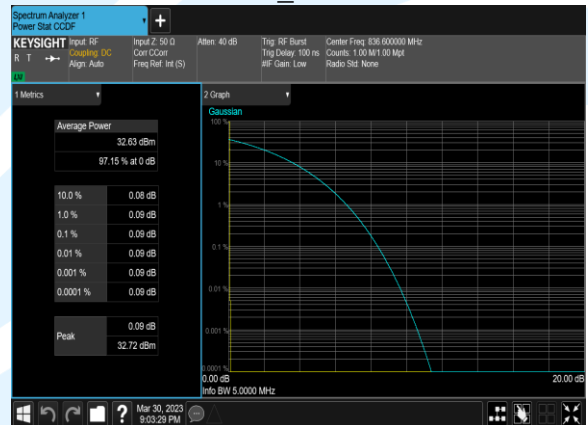 Spectrum Analyzer 1
Power Stat CCDF
+
KEYSIGHT Input: RF Input Z: 50 Ω Atten: 40 dB Trig: RF Burst Center Freq: 836.600000 MHz
R T Coupling: DC Corr CCorr Trig Delay: 100 ns Counts: 1.00 M/1.00 Mpt
Align: Auto Freq Ref: Int (S) #IF Gain: Low Radio Std: None
LXI
1 Metrics
2 Graph
Average Power
32.63 dBm
97.15 % at 0 dB
10.0 % 0.08 dB
1.0 % 0.09 dB
0.1 % 0.09 dB
0.01 % 0.09 dB
0.001 % 0.09 dB
0.0001 % 0.09 dB
Peak 0.09 dB
32.72 dBm
Gaussian
100 %
10 %
1 %
0.1 %
0.01 %
0.001 %
0.0001 %
0.00 dB 20.00 dB
Info BW 5.0000 MHz
?
Mar 30, 2023
9:03:29 PM